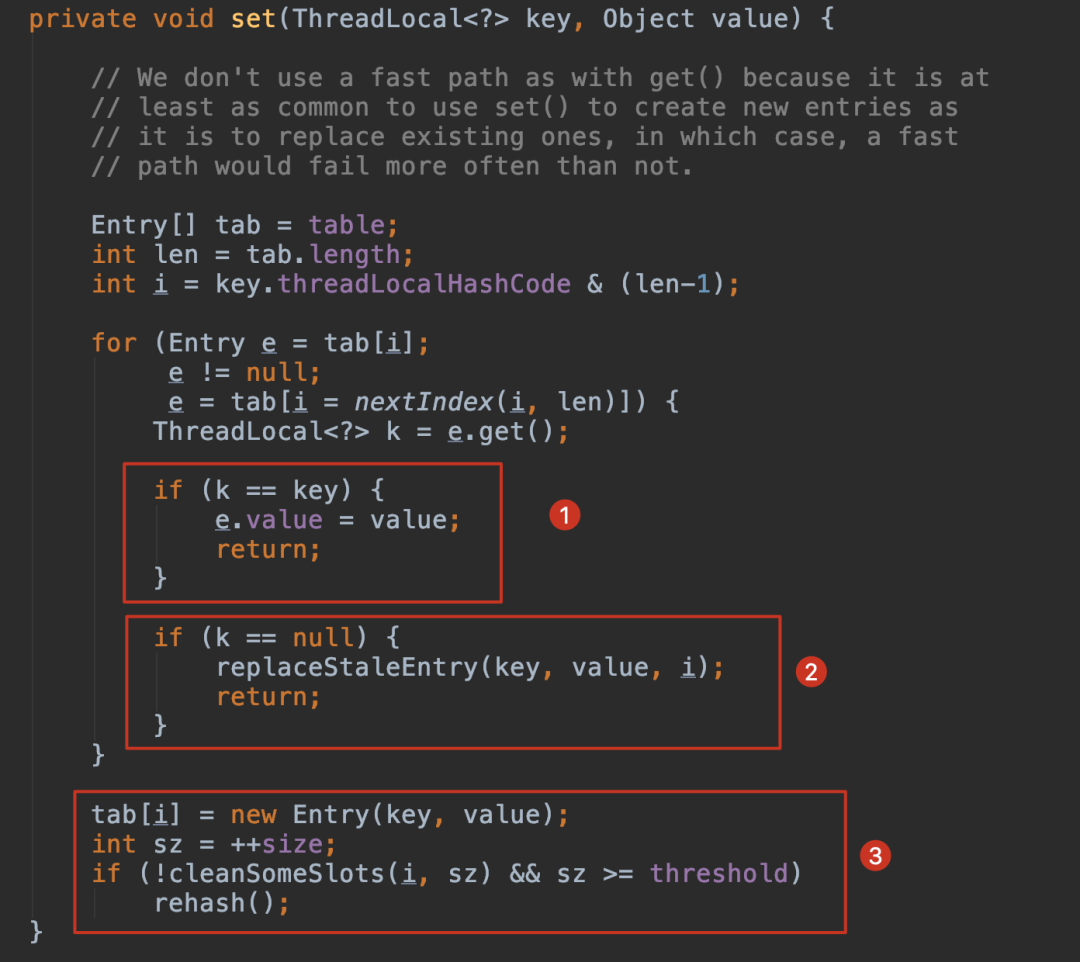 private void set(ThreadLocal<?> key, Object value) {
// We don't use a fast path as with get() because it is at
// least as common to use set() to create new entries as
// it is to replace existing ones, in which case, a fast
// path would fail more often than not.
Entry[] tab = table;
int len = tab.length;
int i = key.threadLocalHashCode & (len-1);
for (Entry e = tab[i];
e != null;
e = tab[i = nextIndex(i, len)]) {
ThreadLocal<?> k = e.get();
if (k == key) {
e.value = value;
return;
}
1
if (k == null) {
replaceStaleEntry(key, value, i);
return;
}
2
}
tab[i] = new Entry(key, value);
int sz = ++size;
if (!cleanSomeSlots(i, sz) && sz >= threshold)
rehash();
3
}